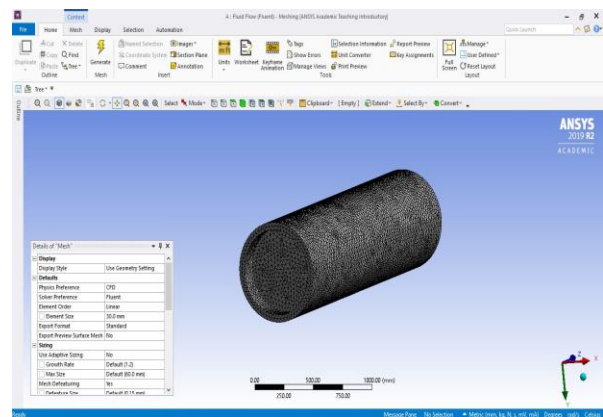 A : Fluid Flow (Fluent) - Meshing [ANSYS Academic Teaching Introductory]
Context
File Home Mesh Display Selection Automation
Quick Launch
Duplicate Cut Delete Copy Find Paste Tree
Outline
Generate
Mesh
Named Selection Images
Coordinate System Section Plane
Comment Annotation
Insert
Units Worksheet Keyframe Animation
Tags Selection Information Report Preview
Show Errors Unit Converter Key Assignments
Manage Views Print Preview
Tools
Full Screen Manage
User Defined
Reset Layout
Layout
Tree
Select Mode Clipboard [Empty] Extend Select By Convert
Outline
ANSYS
2019 R2
ACADEMIC
Details of "Mesh"
Display
Display Style Use Geometry Setting
Defaults
Physics Preference CFD
Solver Preference Fluent
Element Order Linear
Element Size 30.0 mm
Export Format Standard
Export Preview Surface Mesh No
Sizing
Use Adaptive Sizing No
Growth Rate Default (1.2)
Max Size Default (60.0 mm)
Mesh Defeaturing Yes
Defeature Size Default (0.15 mm)
0.00 500.00 1000.00 (mm)
250.00 750.00
Z
X
Y
Ready
Message Pane No Selection Metric (mm, kg, N, s, mV, mA) Degrees rad/s Celsius